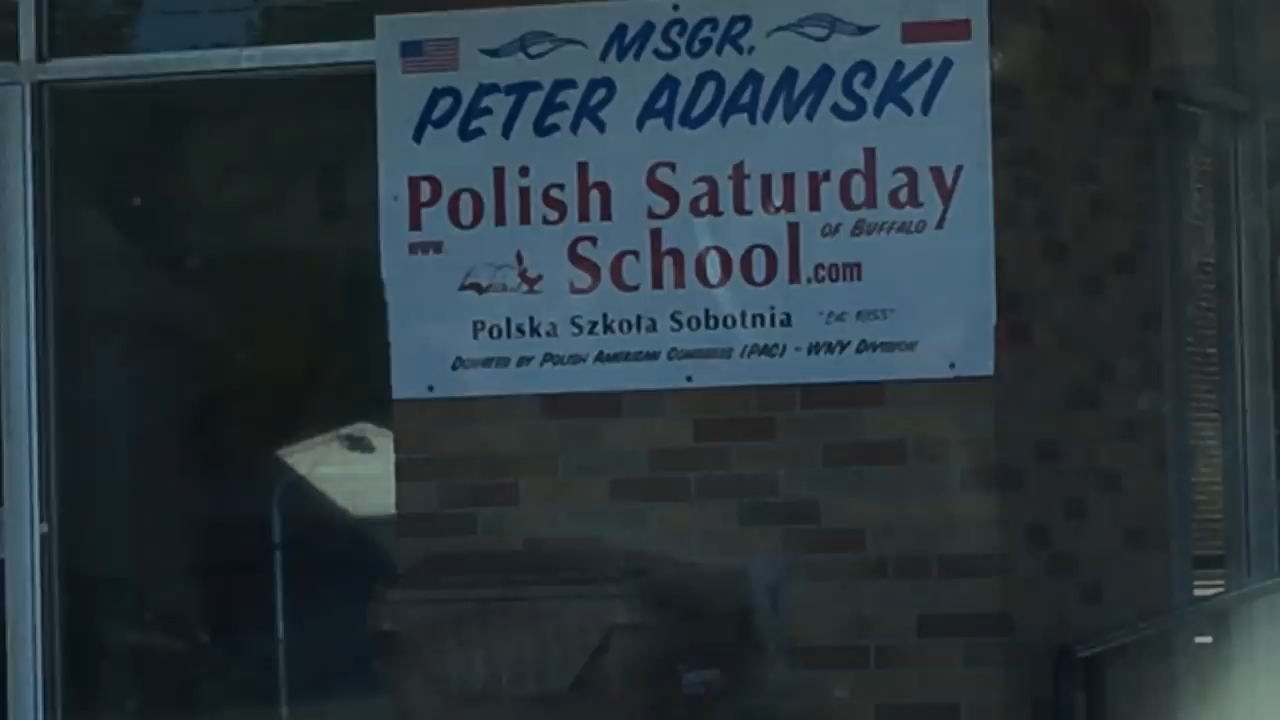 MSGR.
PETER ADAMSKI
Polish Saturday
OF BUFFALO
www
School.com
Polska Szkoła Sobotnia
DONATED BY POLISH AMERICAN CONGRESS (PAC) - WNY DIVISION